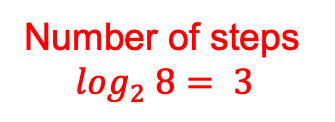 Number of steps
log₂ 8 = 3